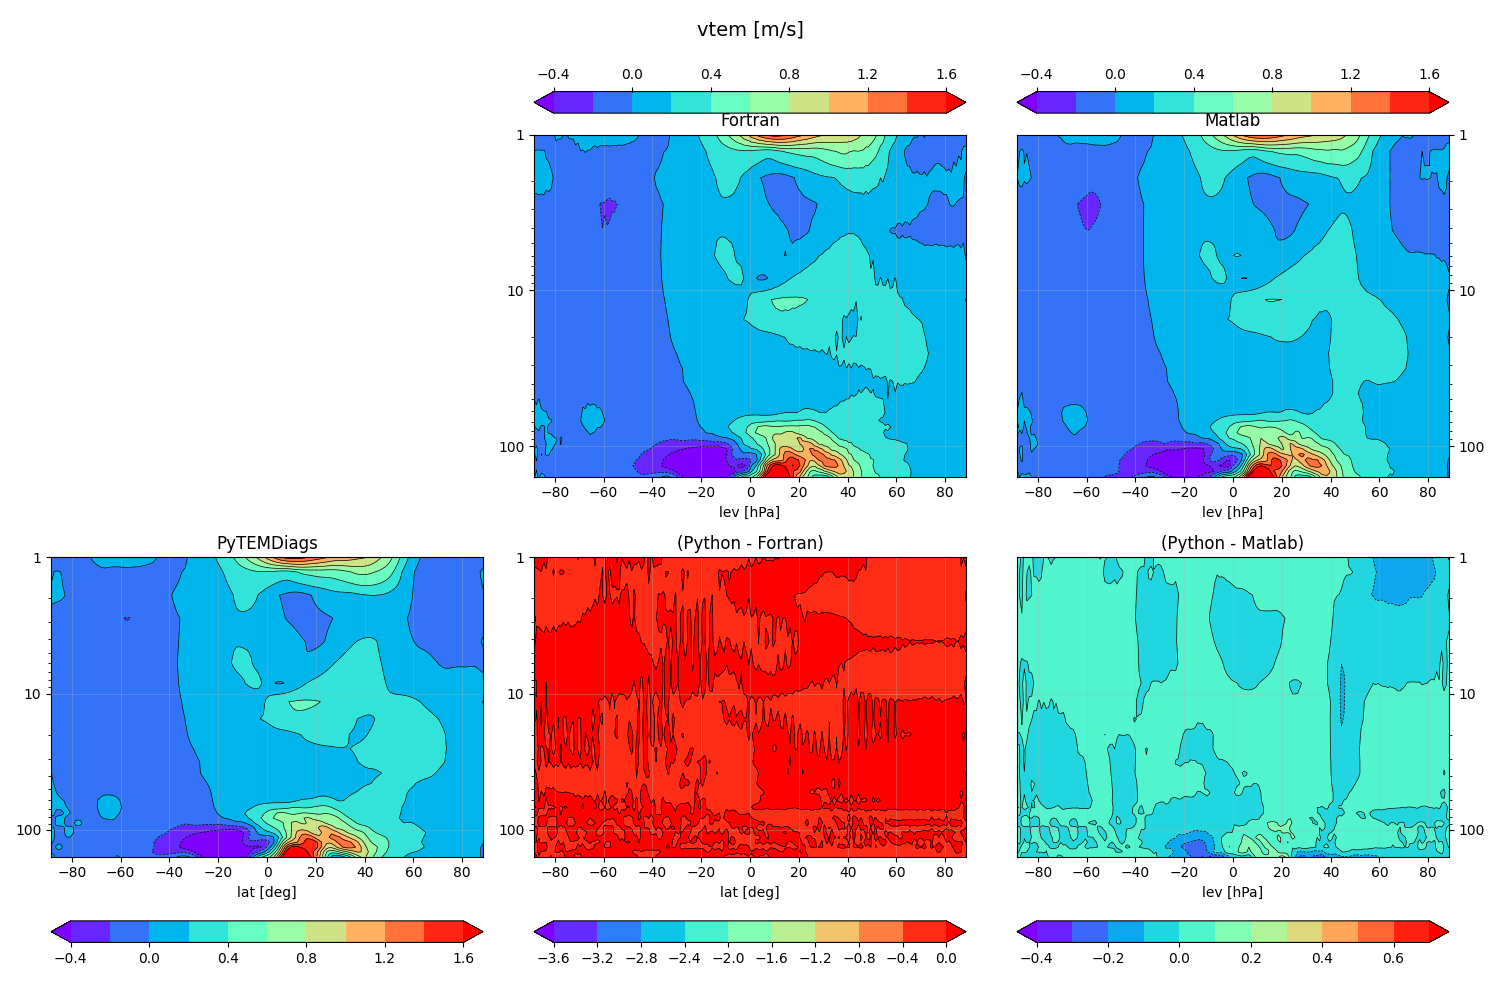 vtem [m/s]
−0.4 0.0 0.4 0.8 1.2 1.6
−0.4 0.0 0.4 0.8 1.2 1.6
Fortran
Matlab
1
10
100
1
10
100
−80 −60 −40 −20 0 20 40 60 80
−80 −60 −40 −20 0 20 40 60 80
lev [hPa]
lev [hPa]
PyTEMDiags
(Python - Fortran)
(Python - Matlab)
1
10
100
1
10
100
1
10
100
−80 −60 −40 −20 0 20 40 60 80
−80 −60 −40 −20 0 20 40 60 80
−80 −60 −40 −20 0 20 40 60 80
lat [deg]
lat [deg]
lev [hPa]
−0.4 0.0 0.4 0.8 1.2 1.6
−3.6 −3.2 −2.8 −2.4 −2.0 −1.6 −1.2 −0.8 −0.4 0.0
−0.4 −0.2 0.0 0.2 0.4 0.6